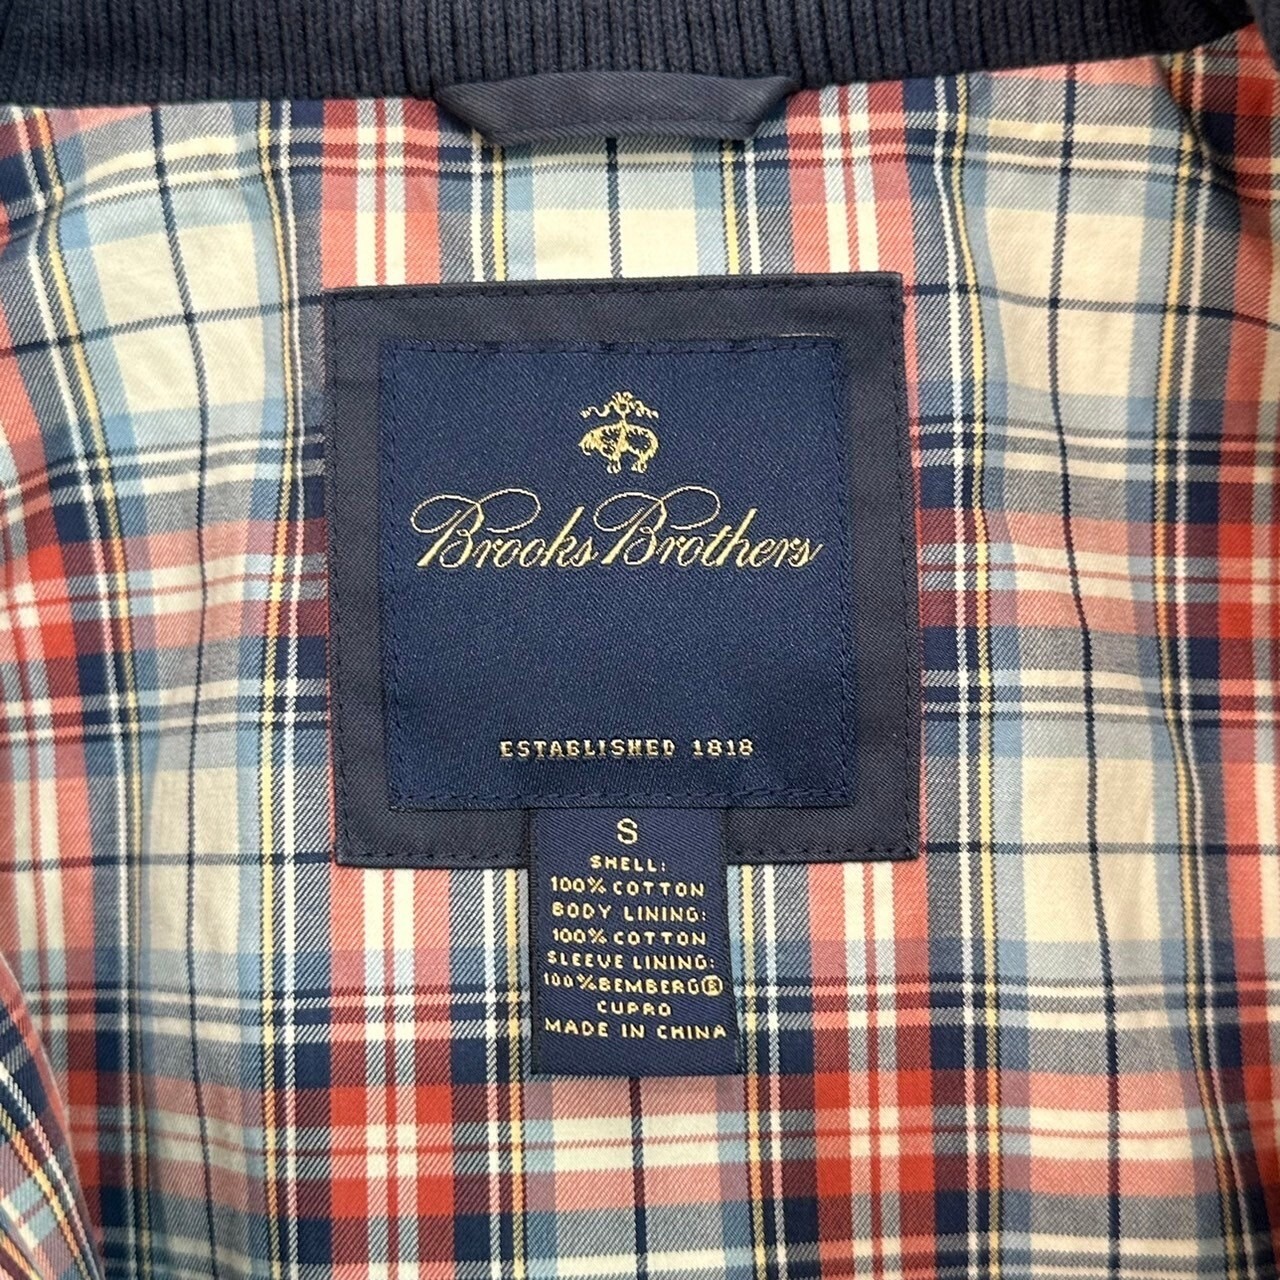 Brooks Brothers
ESTABLISHED 1818
S
SHELL:
100% COTTON
BODY LINING:
100% COTTON
SLEEVE LINING:
100%BEMBERG®
CUPRO
MADE IN CHINA